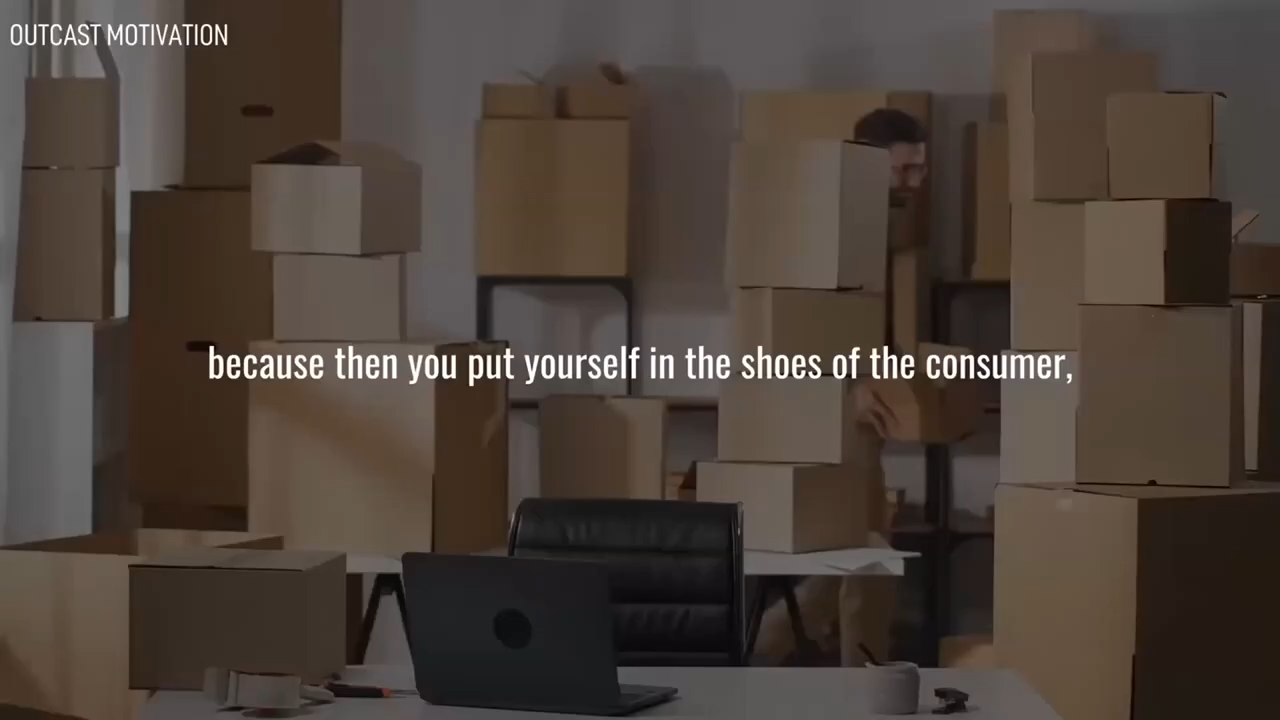 OUTCAST MOTIVATION
because then you put yourself in the shoes of the consumer,